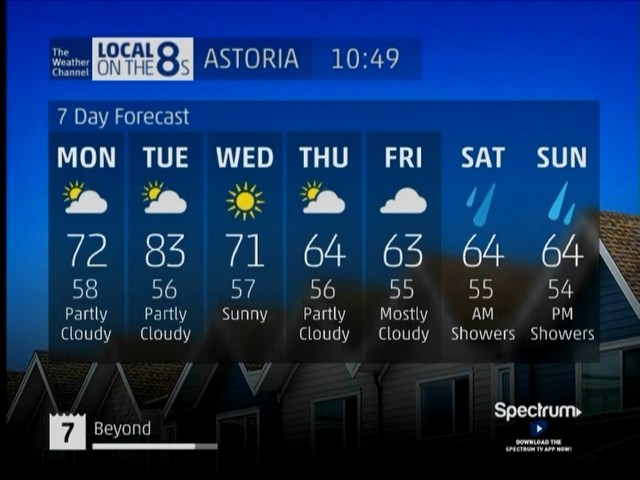 The Weather Channel LOCAL ON THE 8s ASTORIA 10:49
7 Day Forecast
MON TUE WED THU FRI SAT SUN
72 83 71 64 63 64 64
58 56 57 56 55 55 54
Partly Partly Sunny Partly Mostly AM PM
Cloudy Cloudy Cloudy Cloudy Showers Showers
7 Beyond
Spectrum
DOWNLOAD THE
SPECTRUM TV APP NOW!